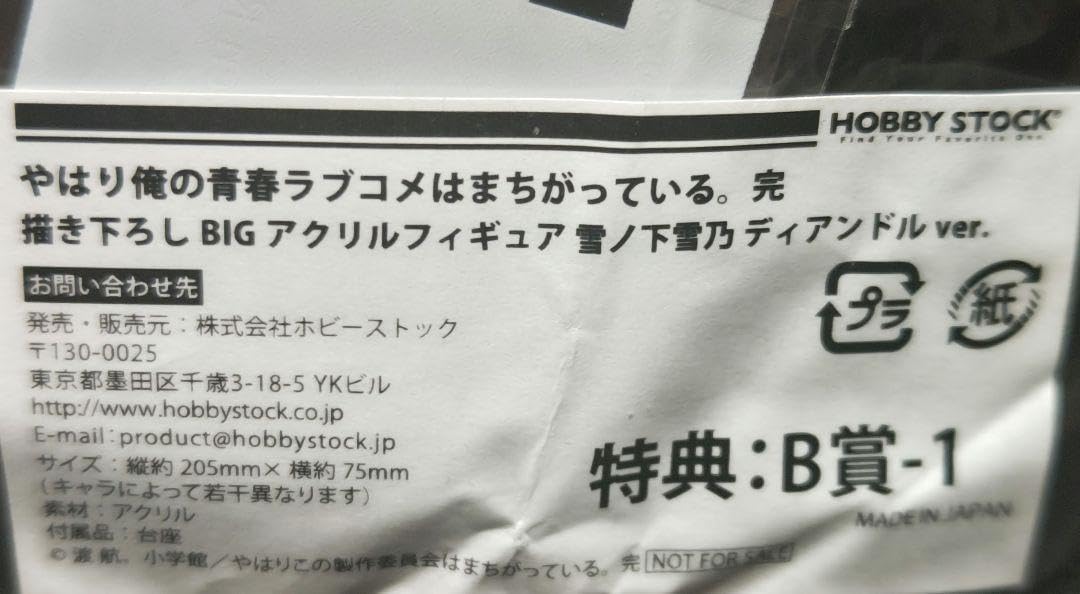 HOBBY STOCK®
Find Your Favorite One.
やはり俺の青春ラブコメはまちがっている。完
描き下ろし BIG アクリルフィギュア 雪ノ下雪乃 ディアンドル ver.
お問い合わせ先
発売・販売元：株式会社ホビーストック
〒130-0025
東京都墨田区千歳3-18-5 YKビル
http://www.hobbystock.co.jp
E-mail：product@hobbystock.jp
サイズ：縦約 205mm× 横約 75mm
（キャラによって若干異なります）
素材：アクリル
付属品：台座
© 渡 航、小学館／やはりこの製作委員会はまちがっている。完 NOT FOR SALE
プラ
紙
特典：B賞-1
MADE IN JAPAN